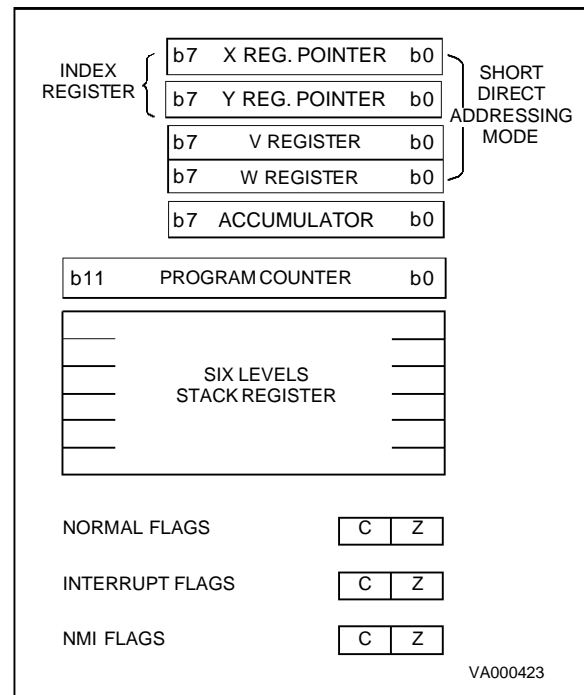 INDEX
REGISTER
b7 X REG. POINTER b0
b7 Y REG. POINTER b0
b7 V REGISTER b0
b7 W REGISTER b0
SHORT
DIRECT
ADDRESSING
MODE
b7 ACCUMULATOR b0
b11 PROGRAM COUNTER b0
SIX LEVELS
STACK REGISTER
NORMAL FLAGS C Z
INTERRUPT FLAGS C Z
NMI FLAGS C Z
VA000423